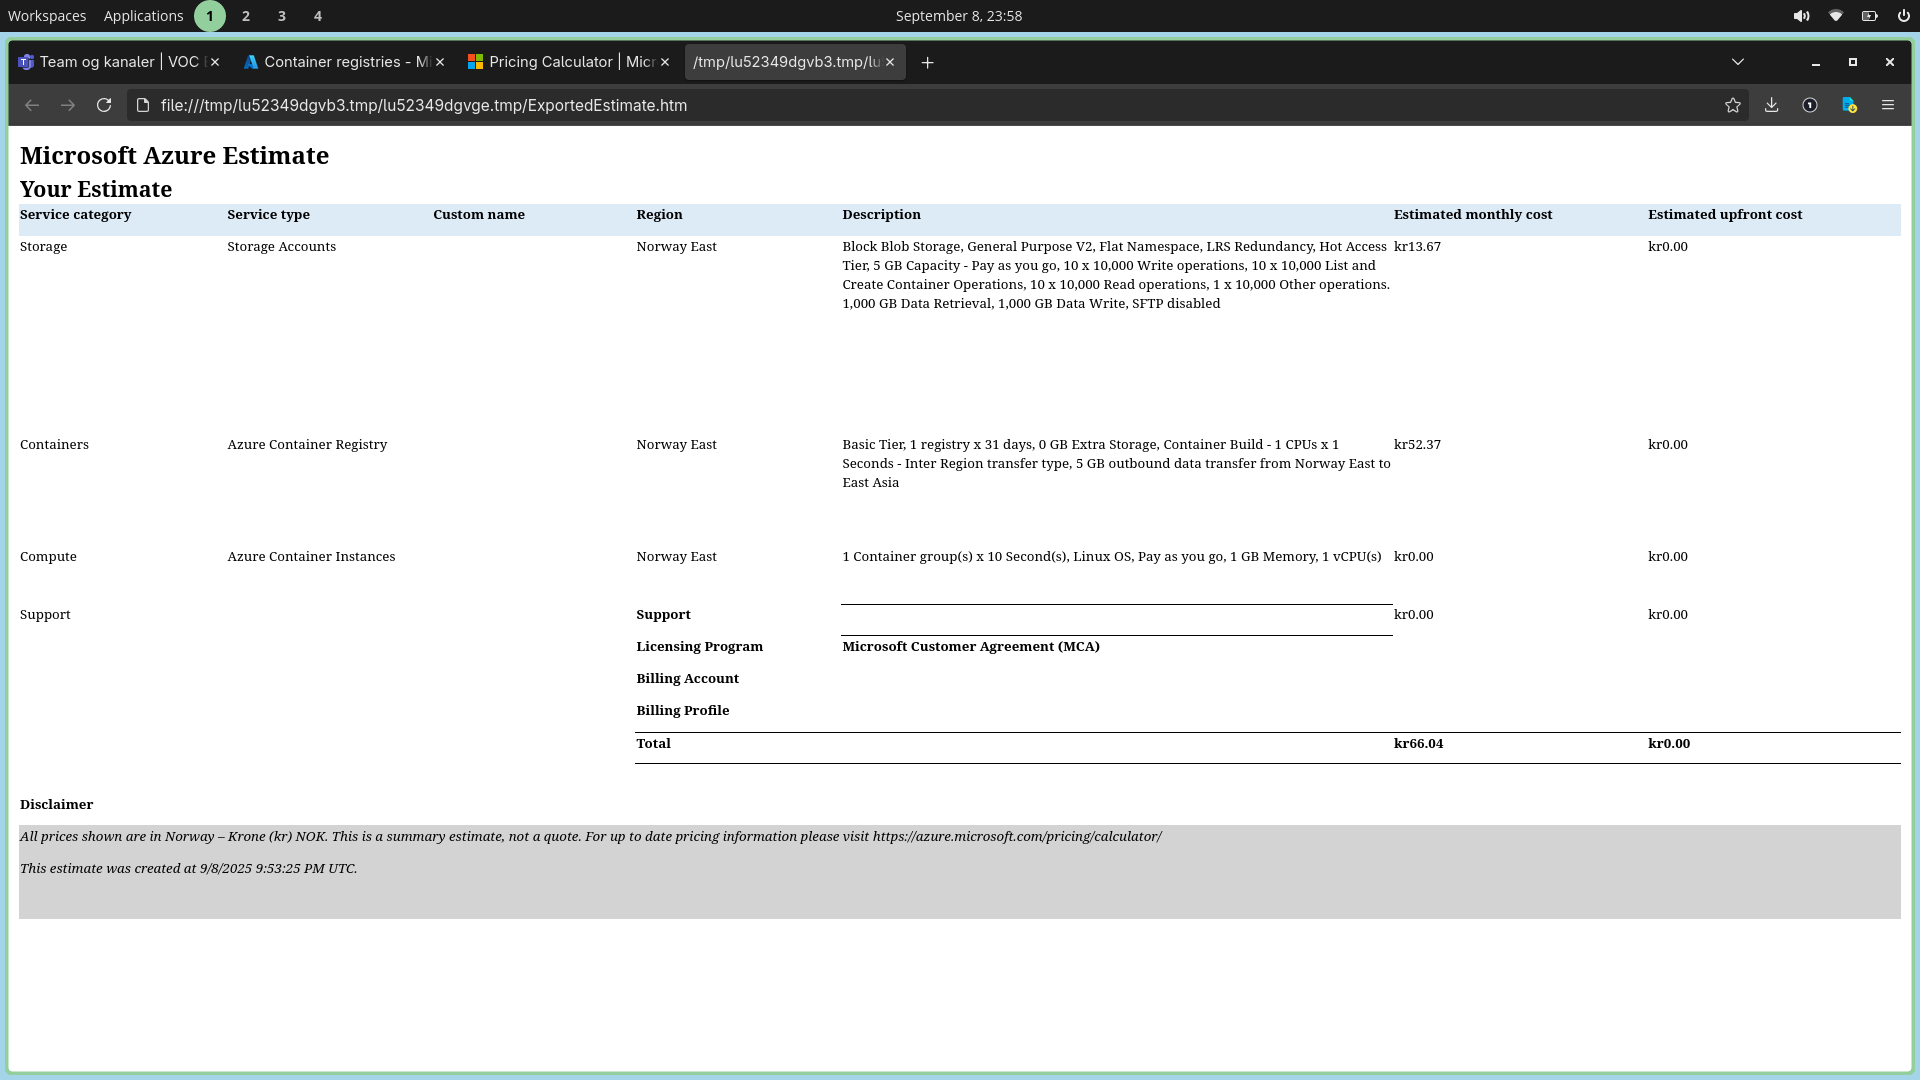 Workspaces Applications 1 2 3 4 September 8, 23:58
Team og kanaler | VOC Container registries - Mi Pricing Calculator | Micr /tmp/lu52349dgvb3.tmp/lu
file:///tmp/lu52349dgvb3.tmp/lu52349dgvge.tmp/ExportedEstimate.htm
Microsoft Azure Estimate
Your Estimate
Service category Service type Custom name Region Description Estimated monthly cost Estimated upfront cost
Storage Storage Accounts Norway East Block Blob Storage, General Purpose V2, Flat Namespace, LRS Redundancy, Hot Access kr13.67 kr0.00
Tier, 5 GB Capacity - Pay as you go, 10 x 10,000 Write operations, 10 x 10,000 List and
Create Container Operations, 10 x 10,000 Read operations, 1 x 10,000 Other operations.
1,000 GB Data Retrieval, 1,000 GB Data Write, SFTP disabled
Containers Azure Container Registry Norway East Basic Tier, 1 registry x 31 days, 0 GB Extra Storage, Container Build - 1 CPUs x 1 kr52.37 kr0.00
Seconds - Inter Region transfer type, 5 GB outbound data transfer from Norway East to
East Asia
Compute Azure Container Instances Norway East 1 Container group(s) x 10 Second(s), Linux OS, Pay as you go, 1 GB Memory, 1 vCPU(s) kr0.00 kr0.00
Support Support kr0.00 kr0.00
Licensing Program Microsoft Customer Agreement (MCA)
Billing Account
Billing Profile
Total kr66.04 kr0.00
Disclaimer
All prices shown are in Norway – Krone (kr) NOK. This is a summary estimate, not a quote. For up to date pricing information please visit https://azure.microsoft.com/pricing/calculator/
This estimate was created at 9/8/2025 9:53:25 PM UTC.